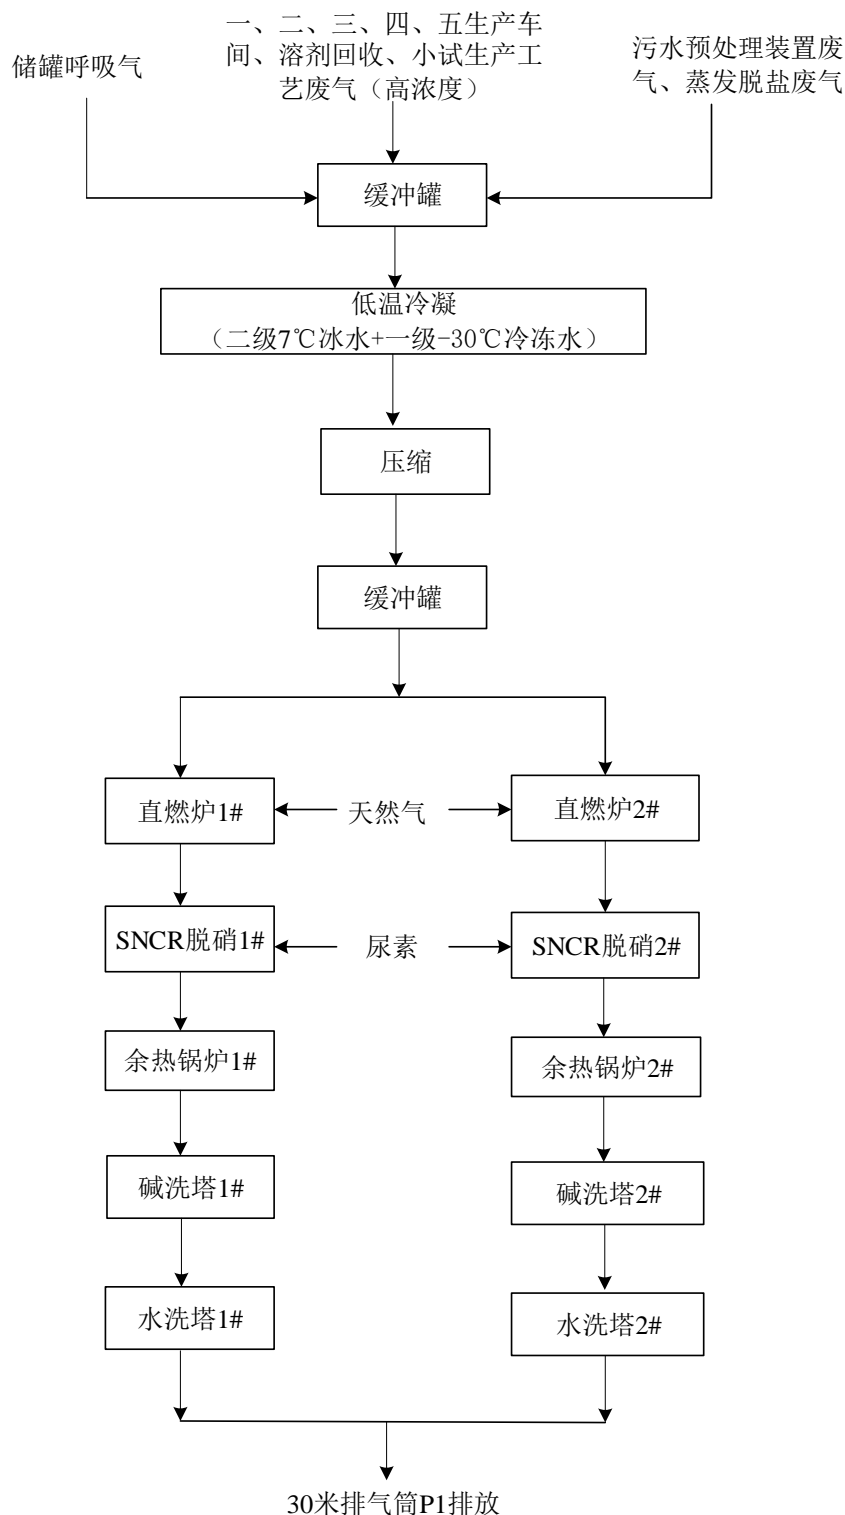 储罐呼吸气
一、二、三、四、五生产车
间、溶剂回收、小试生产工
艺废气（高浓度）
污水预处理装置废
气、蒸发脱盐废气
缓冲罐
低温冷凝
（二级7℃冰水+一级-30℃冷冻水）
压缩
缓冲罐
直燃炉1#
天然气
直燃炉2#
SNCR脱硝1#
尿素
SNCR脱硝2#
余热锅炉1#
余热锅炉2#
碱洗塔1#
碱洗塔2#
水洗塔1#
水洗塔2#
30米排气筒P1排放